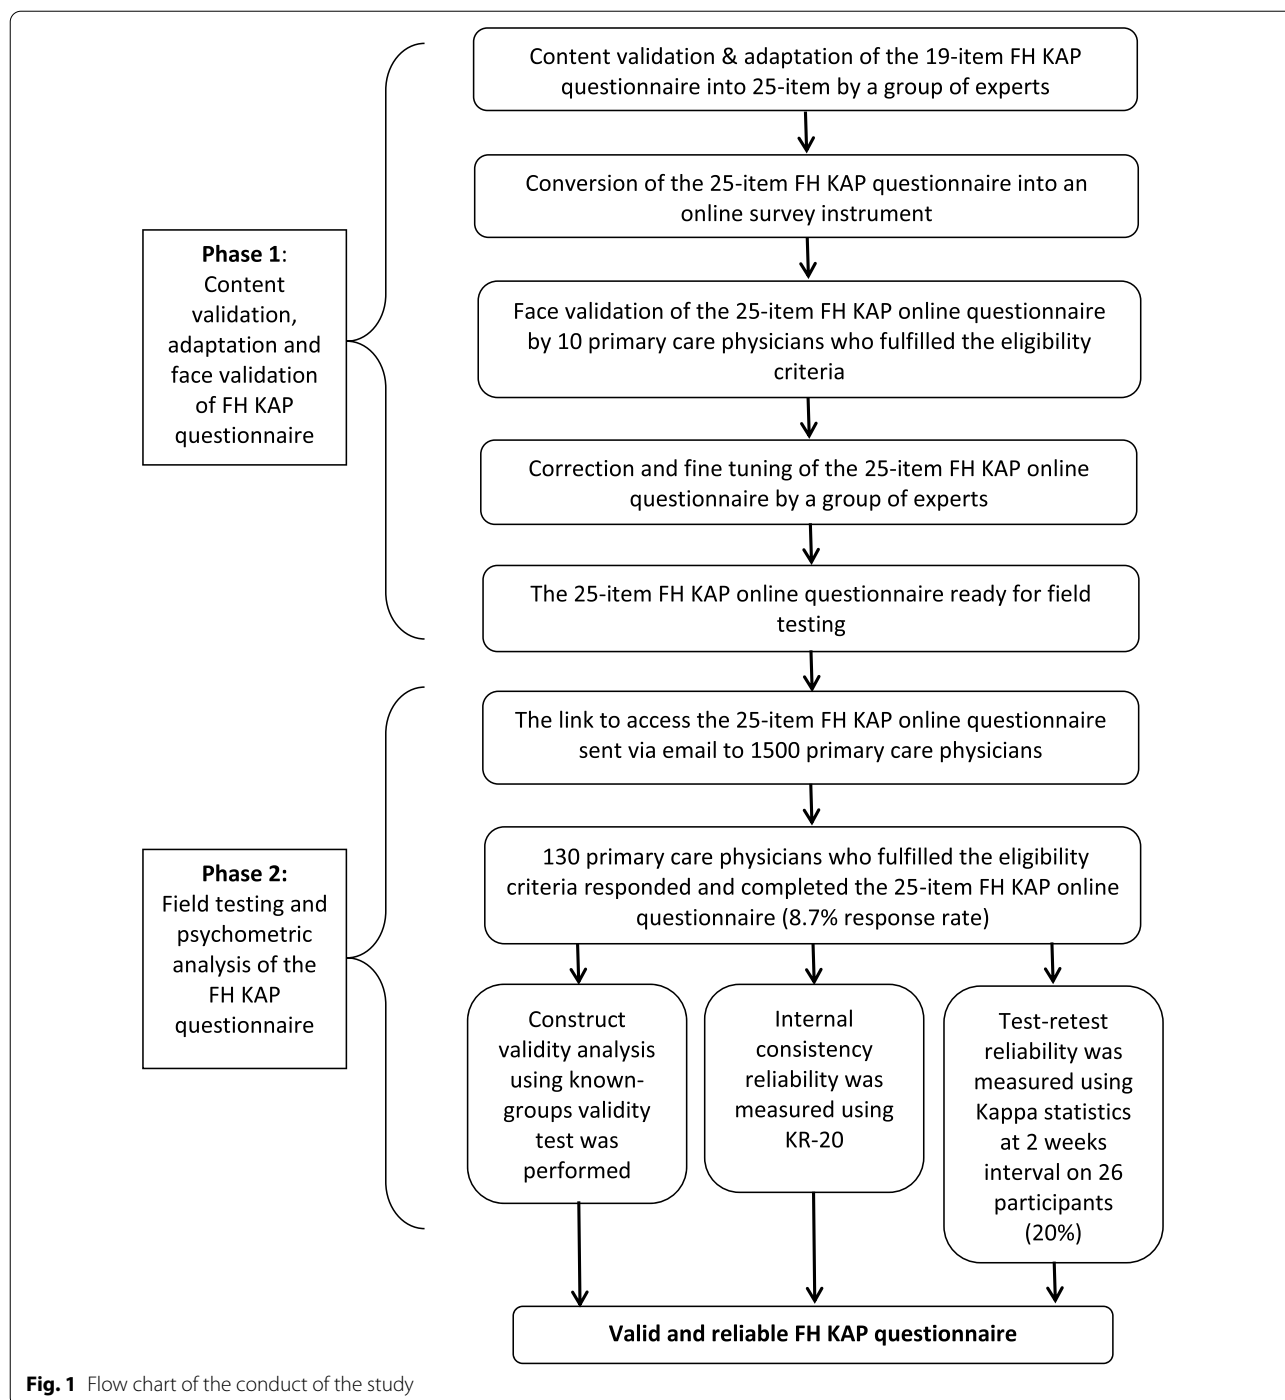 Content validation & adaptation of the 19-item FH KAP
questionnaire into 25-item by a group of experts
Conversion of the 25-item FH KAP questionnaire into an
online survey instrument
Phase 1:
Content
validation,
adaptation and
face validation
of FH KAP
questionnaire
Face validation of the 25-item FH KAP online questionnaire
by 10 primary care physicians who fulfilled the eligibility
criteria
Correction and fine tuning of the 25-item FH KAP online
questionnaire by a group of experts
The 25-item FH KAP online questionnaire ready for field
testing
The link to access the 25-item FH KAP online questionnaire
sent via email to 1500 primary care physicians
Phase 2:
Field testing and
psychometric
analysis of the
FH KAP
questionnaire
130 primary care physicians who fulfilled the eligibility
criteria responded and completed the 25-item FH KAP online
questionnaire (8.7% response rate)
Construct
validity analysis
using known-
groups validity
test was
performed
Internal
consistency
reliability was
measured using
KR-20
Test-retest
reliability was
measured using
Kappa statistics
at 2 weeks
interval on 26
participants
(20%)
Valid and reliable FH KAP questionnaire
Fig. 1 Flow chart of the conduct of the study